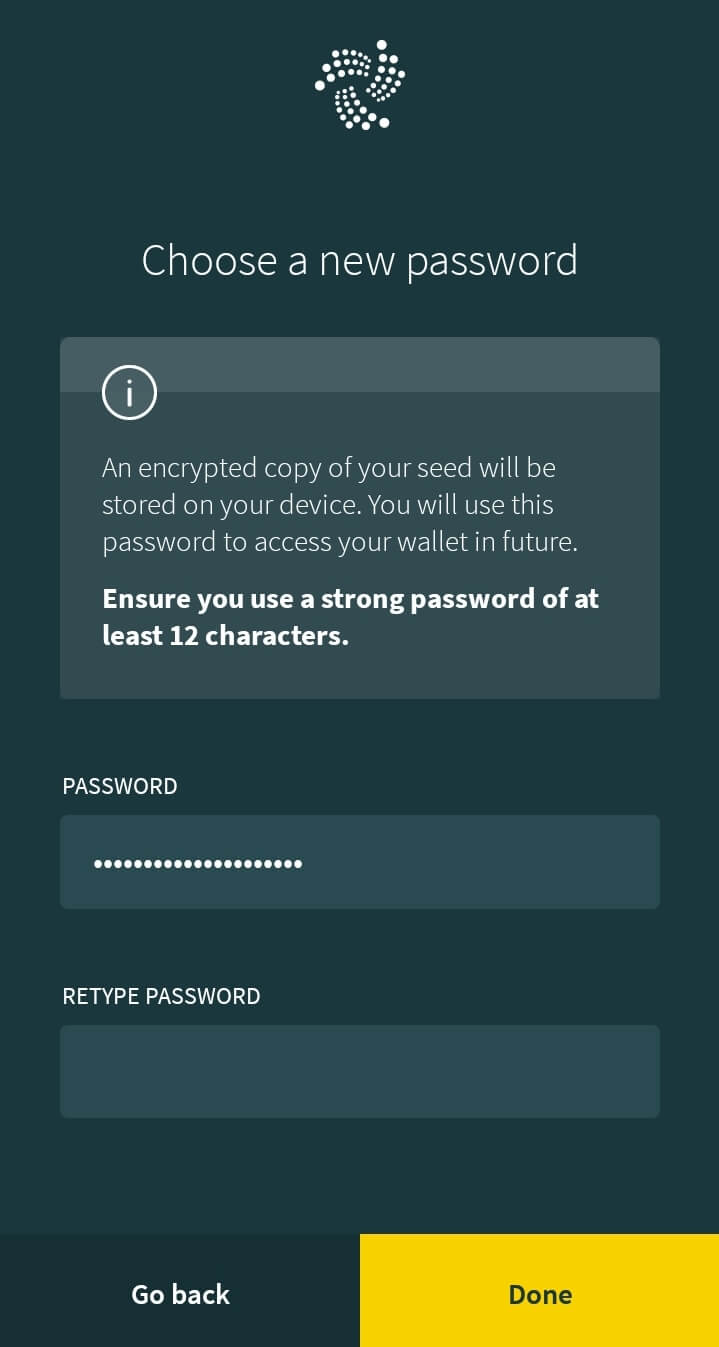 Choose a new password
i
An encrypted copy of your seed will be
stored on your device. You will use this
password to access your wallet in future.
Ensure you use a strong password of at
least 12 characters.
PASSWORD
•••••••••••••••••••••
RETYPE PASSWORD
Go back
Done